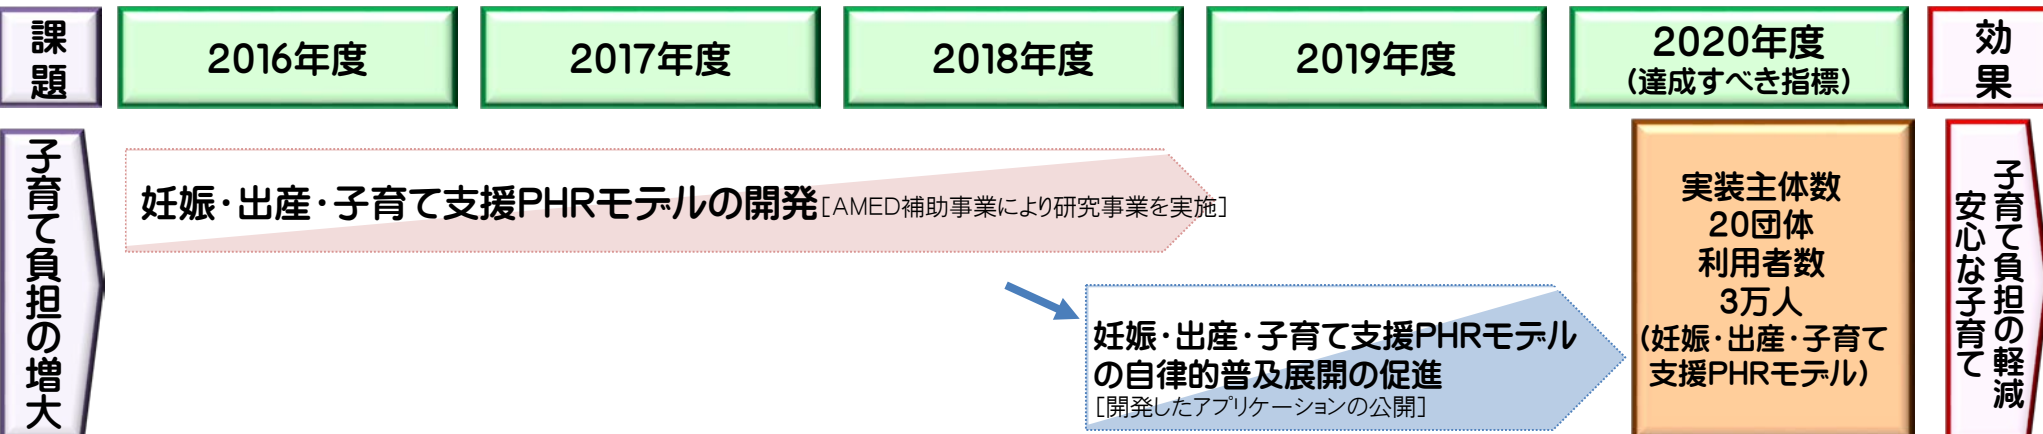 課題
2016年度
2017年度
2018年度
2019年度
2020年度
(達成すべき指標)
効果
子育て負担の増大
妊娠・出産・子育て支援PHRモデルの開発[AMED補助事業により研究事業を実施]
妊娠・出産・子育て支援PHRモデル
の自律的普及展開の促進
[開発したアプリケーションの公開]
実装主体数
20団体
利用者数
3万人
(妊娠・出産・子育て
支援PHRモデル)
子育て負担の軽減
安心な子育て